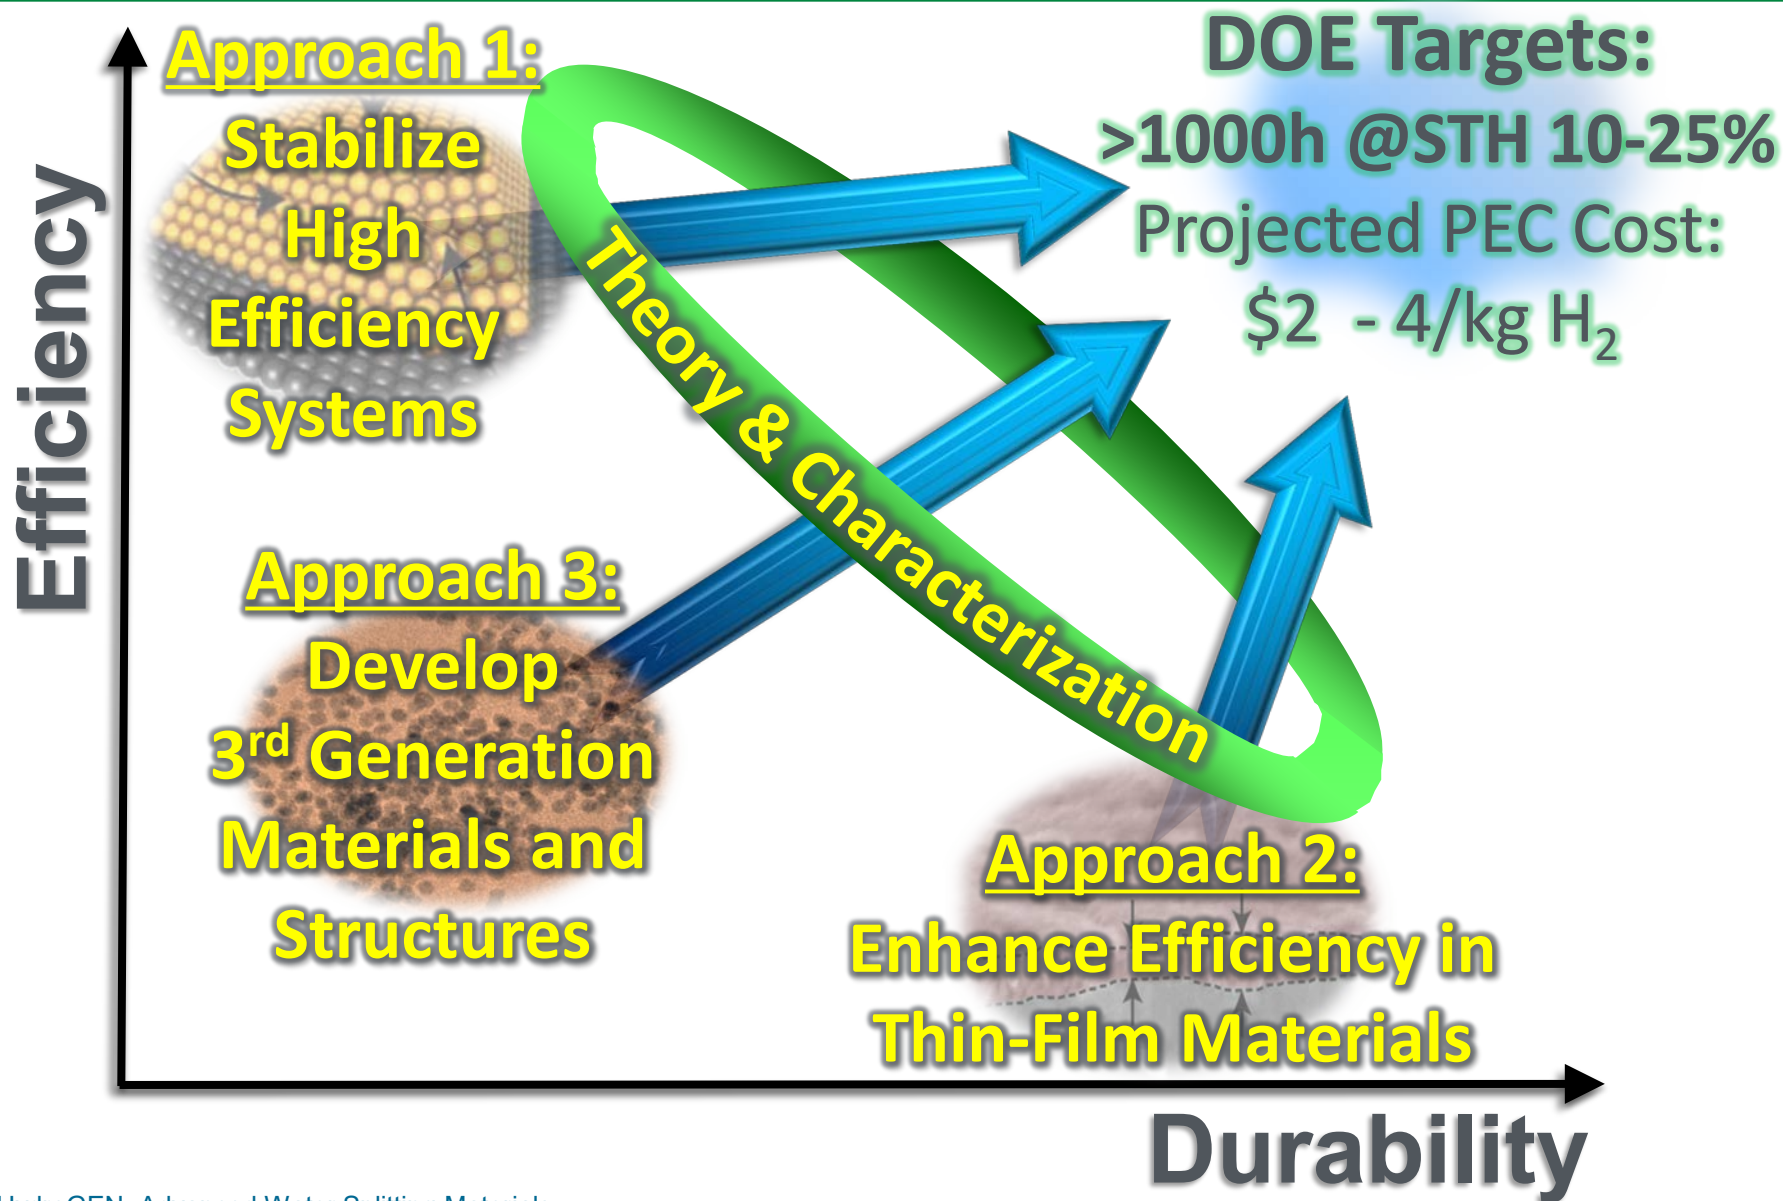 Efficiency
Approach 1:
Stabilize
High
Efficiency
Systems
DOE Targets:
>1000h @STH 10-25%
Projected PEC Cost:
$2 - 4/kg H₂
Theory & Characterization
Approach 3:
Develop
3rd Generation
Materials and
Structures
Approach 2:
Enhance Efficiency in
Thin-Film Materials
Durability